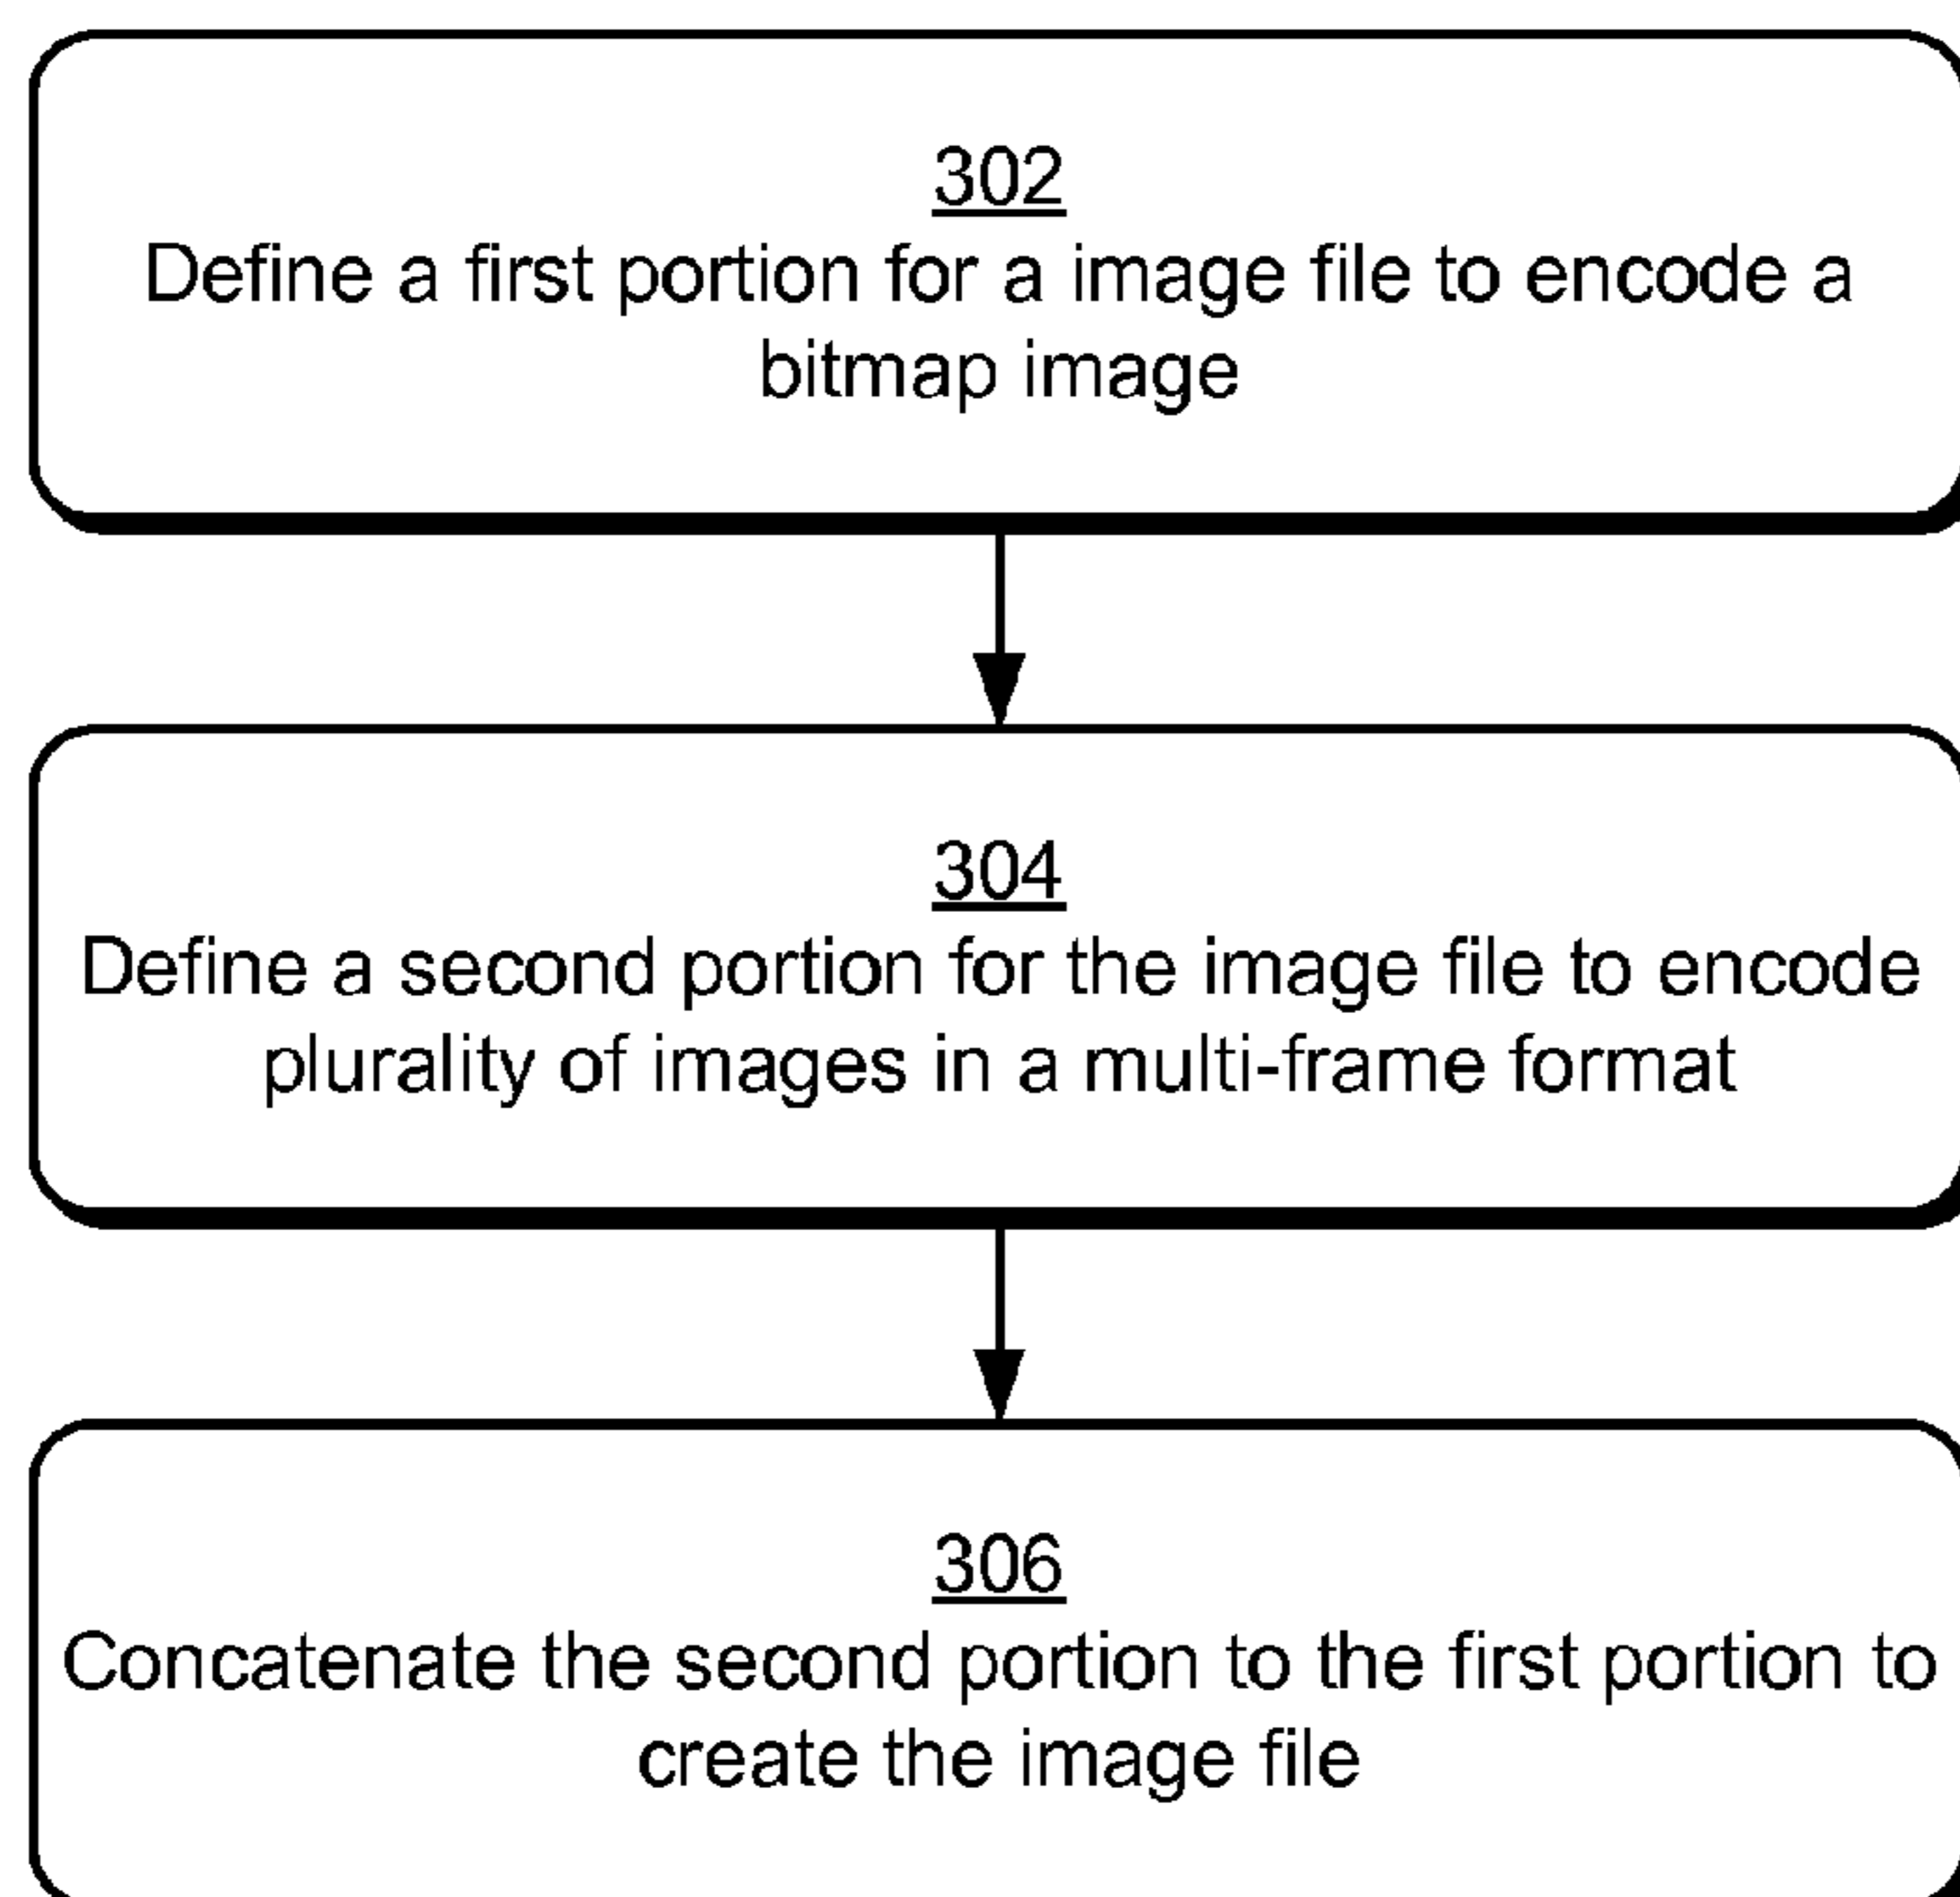 302
Define a first portion for a image file to encode a
bitmap image
304
Define a second portion for the image file to encode
plurality of images in a multi-frame format
306
Concatenate the second portion to the first portion to
create the image file